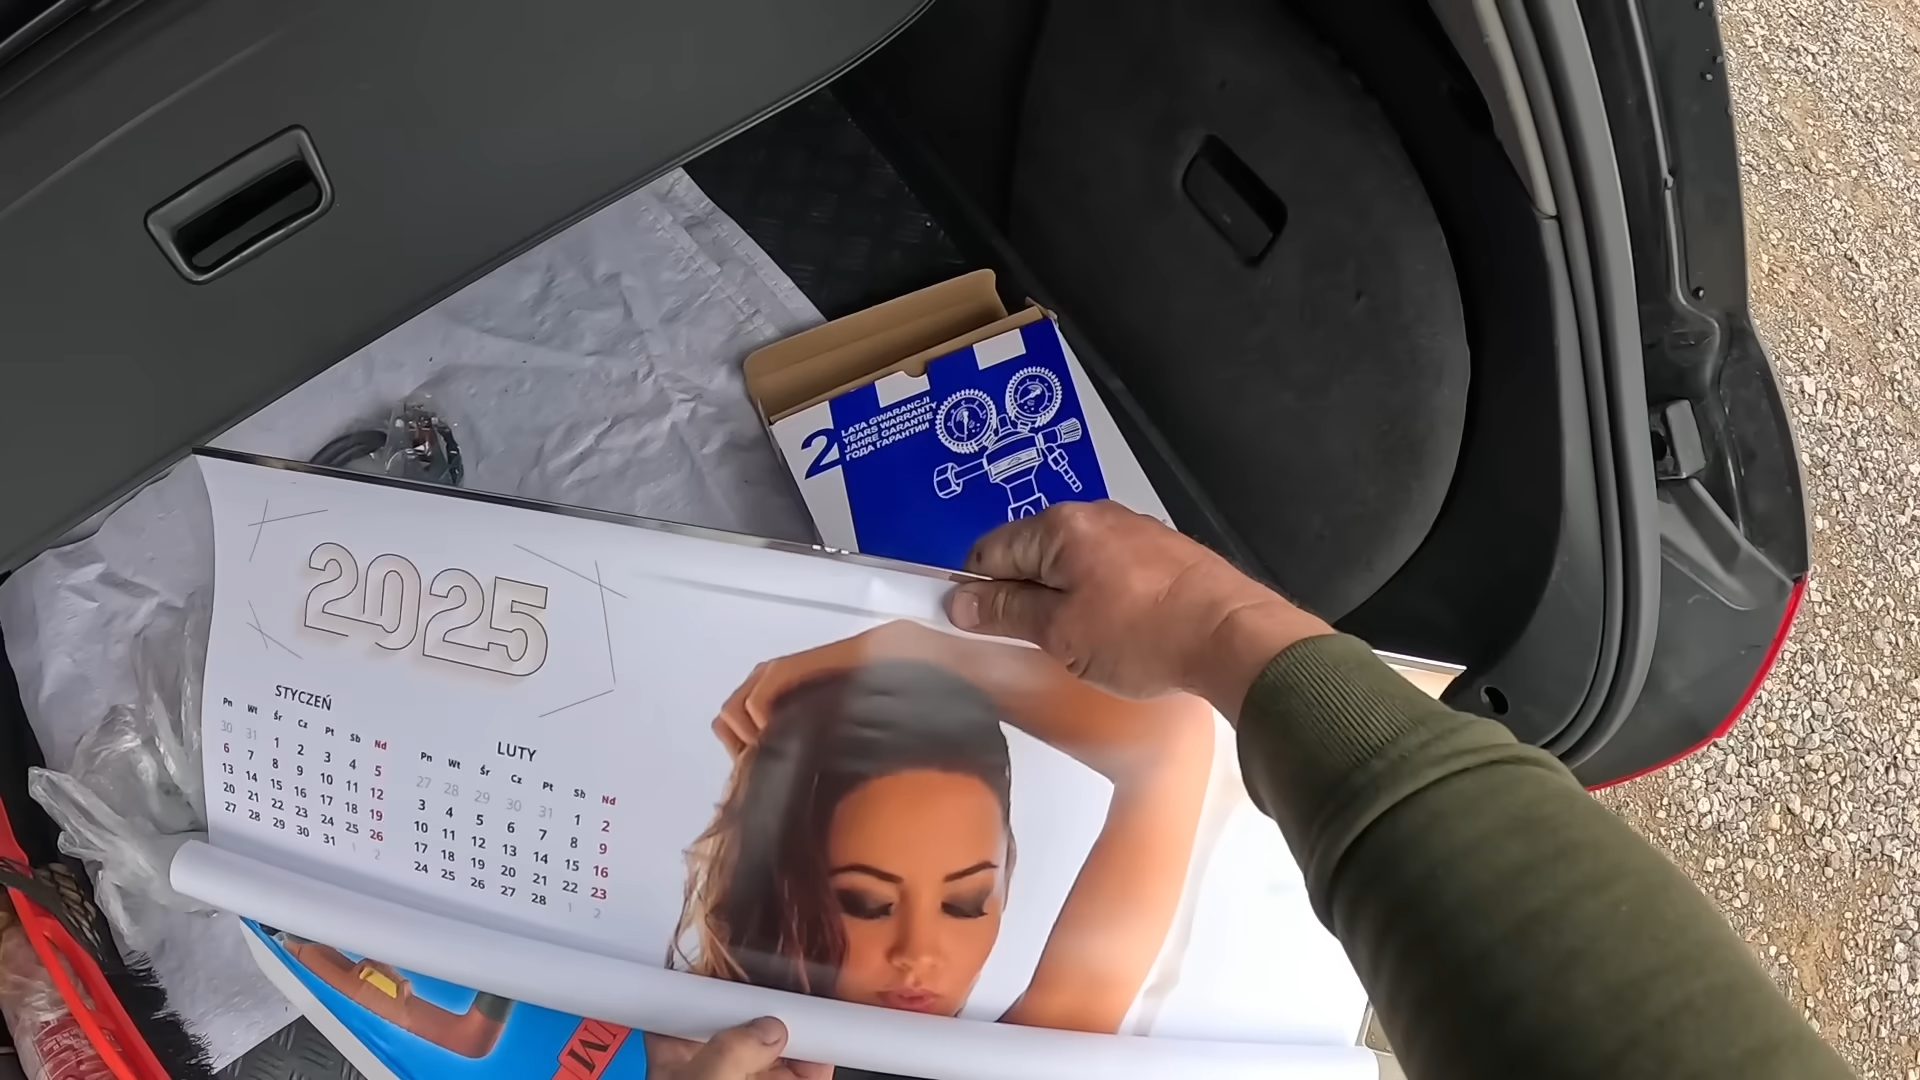 2 LATA GWARANCJI
YEARS WARRANTY
JAHRE GARANTIE
ГОДА ГАРАНТИИ
2025
STYCZEŃ
Pn Wt Śr Cz Pt Sb Nd
30 31 1 2 3 4 5
6 7 8 9 10 11 12
13 14 15 16 17 18 19
20 21 22 23 24 25 26
27 28 29 30 31 1 2
LUTY
Pn Wt Śr Cz Pt Sb Nd
27 28 29 30 31 1 2
3 4 5 6 7 8 9
10 11 12 13 14 15 16
17 18 19 20 21 22 23
24 25 26 27 28 1 2